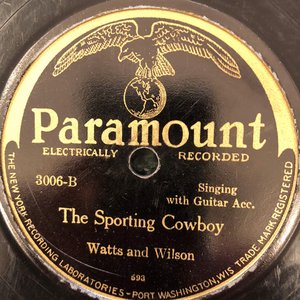 Paramount
ELECTRICALLY RECORDED
3006-B
Singing
with Guitar Acc.
The Sporting Cowboy
Watts and Wilson
693
THE NEW YORK RECORDING LABORATORIES - PORT WASHINGTON, WIS. TRADE MARK REGISTERED